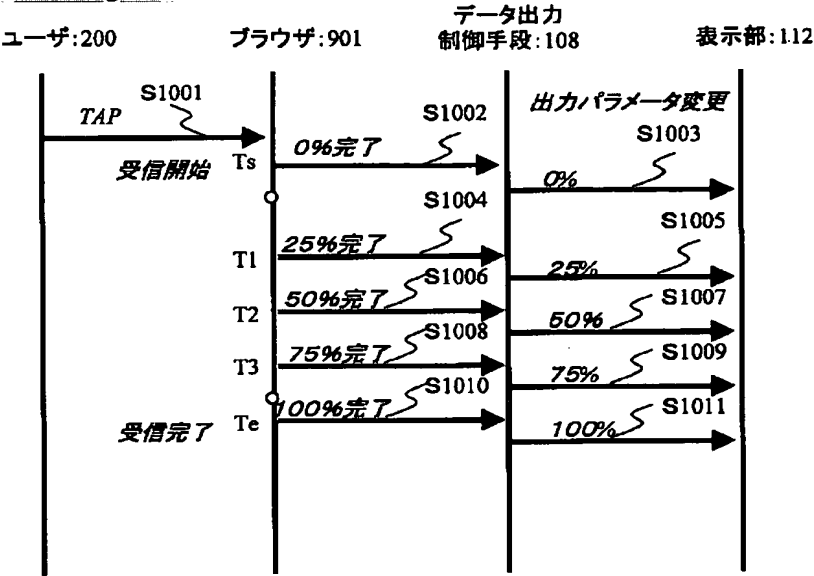 データ出力
ユーザ:200 ブラウザ:901 制御手段:108 表示部:112
S1001
TAP
S1002
出力パラメータ変更
0%完了
S1003
受信開始 Ts
0%
S1004
25%完了
S1005
T1
25%
S1006
50%完了
S1007
T2
50%
S1008
75%完了
S1009
T3
75%
S1010
100%完了
S1011
受信完了 Te
100%